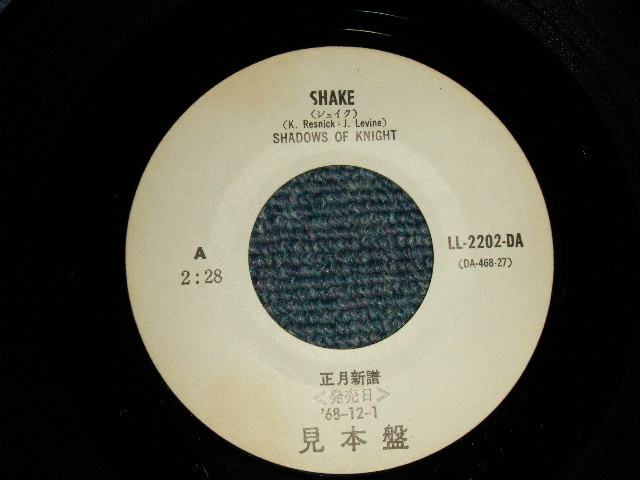 SHAKE
(シェイク)
(K. Resnick : J. Levine)
SHADOWS OF KNIGHT
A
2:28
LL-2202-DA
(DA-468-27)
正月新譜
≪発売日≫
'68-12-1
見本盤